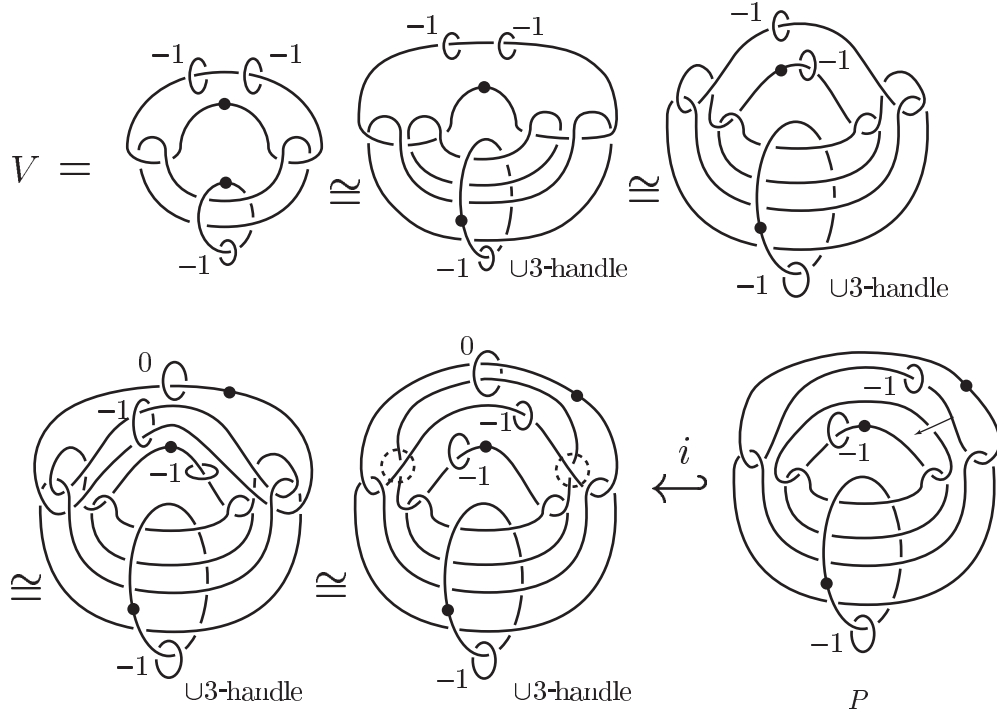 −1 −1 −1 −1 −1
−1
V = ≅ ≅
−1 −1 ∪3-handle −1 ∪3-handle
0 0
−1 −1 −1
−1 −1 −1 i
≅ ≅ ↩
−1 −1 −1
∪3-handle ∪3-handle P